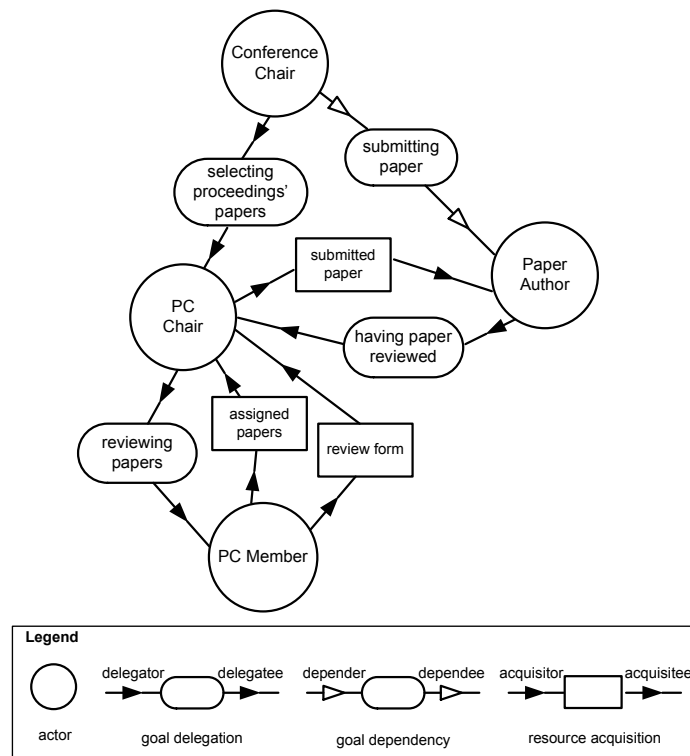 Conference
Chair
submitting
paper
selecting
proceedings'
papers
submitted
paper
Paper
Author
PC
Chair
having paper
reviewed
assigned
papers
review form
reviewing
papers
PC Member
Legend
delegator
delegatee
depender
dependee
acquisitor
acquisitee
actor
goal delegation
goal dependency
resource acquisition